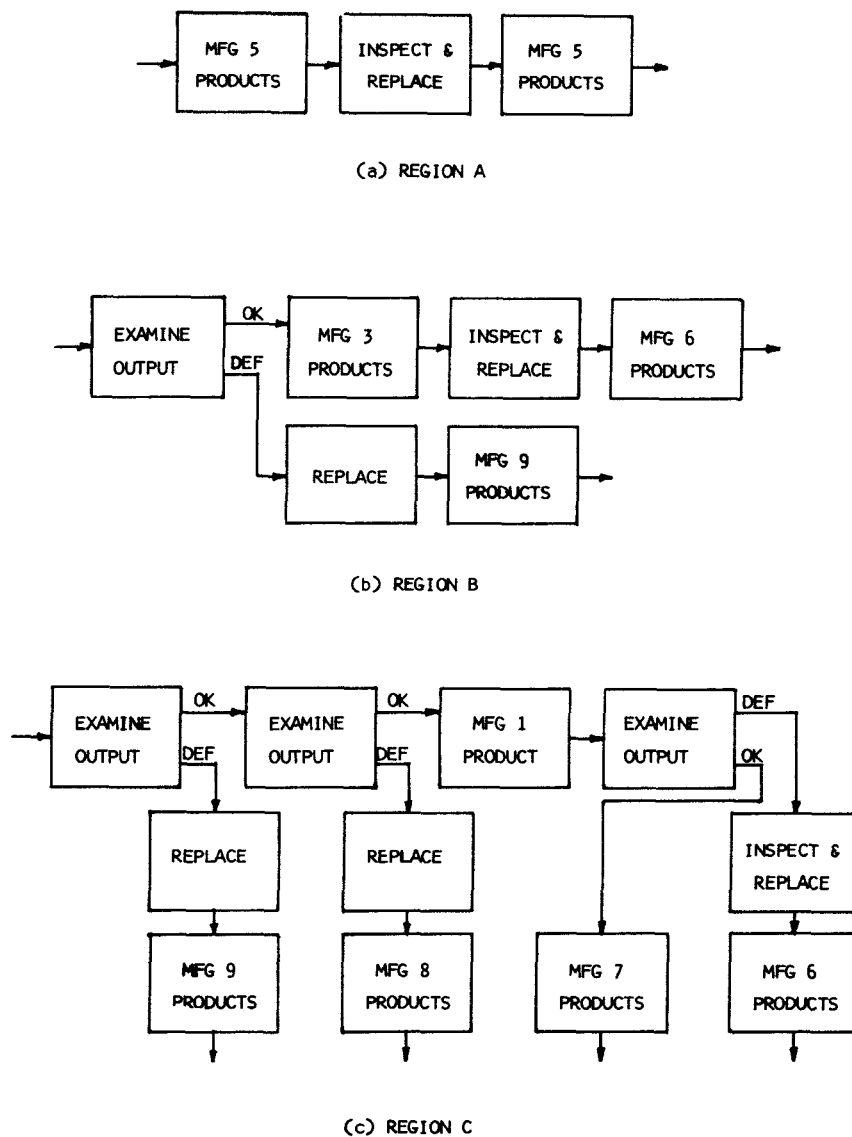 MFG 5
PRODUCTS
INSPECT &
REPLACE
MFG 5
PRODUCTS
(a) REGION A
EXAMINE
OUTPUT
OK
DEF
MFG 3
PRODUCTS
INSPECT &
REPLACE
MFG 6
PRODUCTS
REPLACE
MFG 9
PRODUCTS
(b) REGION B
EXAMINE
OUTPUT
OK
DEF
EXAMINE
OUTPUT
OK
DEF
MFG 1
PRODUCT
EXAMINE
OUTPUT
DEF
OK
REPLACE
REPLACE
INSPECT &
REPLACE
MFG 9
PRODUCTS
MFG 8
PRODUCTS
MFG 7
PRODUCTS
MFG 6
PRODUCTS
(c) REGION C